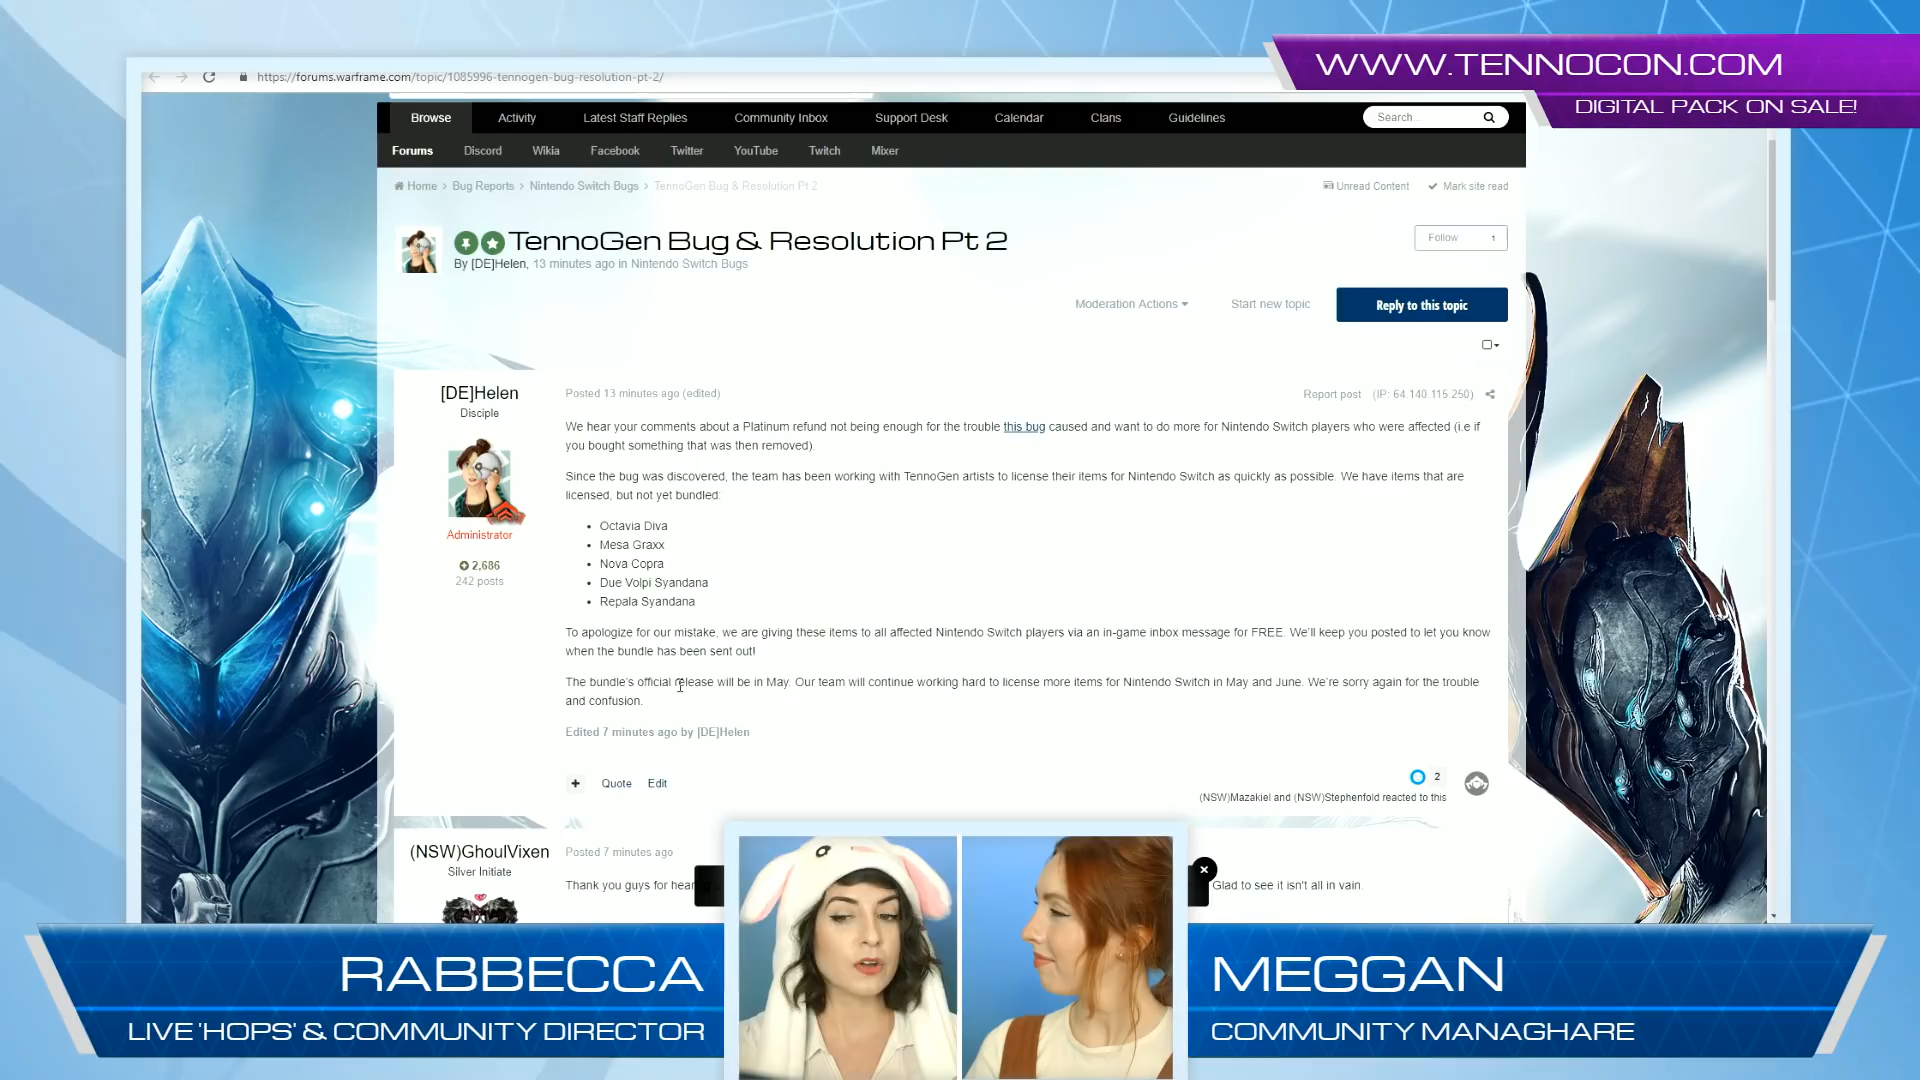 https://forums.warframe.com/topic/1085996-tennogen-bug-resolution-pt-2/
WWW.TENNOCON.COM
DIGITAL PACK ON SALE!
Browse Activity Latest Staff Replies Community Inbox Support Desk Calendar Clans Guidelines Search...
Forums Discord Wikia Facebook Twitter YouTube Twitch Mixer
Home > Bug Reports > Nintendo Switch Bugs > TennoGen Bug & Resolution Pt 2
Unread Content Mark site read
TennoGen Bug & Resolution Pt 2
By [DE]Helen, 13 minutes ago in Nintendo Switch Bugs
Follow 1
Moderation Actions Start new topic Reply to this topic
[DE]Helen
Disciple
Administrator
2,686
242 posts
Posted 13 minutes ago (edited)
Report post (IP: 64.140.115.250)
We hear your comments about a Platinum refund not being enough for the trouble this bug caused and want to do more for Nintendo Switch players who were affected (i.e if
you bought something that was then removed).
Since the bug was discovered, the team has been working with TennoGen artists to license their items for Nintendo Switch as quickly as possible. We have items that are
licensed, but not yet bundled:
• Octavia Diva
• Mesa Graxx
• Nova Copra
• Due Volpi Syandana
• Repala Syandana
To apologize for our mistake, we are giving these items to all affected Nintendo Switch players via an in-game inbox message for FREE. We'll keep you posted to let you know
when the bundle has been sent out!
The bundle's official release will be in May. Our team will continue working hard to license more items for Nintendo Switch in May and June. We're sorry again for the trouble
and confusion.
Edited 7 minutes ago by [DE]Helen
+ Quote Edit
2
(NSW)Mazakiel and (NSW)Stephenfold reacted to this
(NSW)GhoulVixen
Silver Initiate
Posted 7 minutes ago
Thank you guys for Glad to see it isn't all in vain.
RABBECCA
LIVE 'HOPS' & COMMUNITY DIRECTOR
MEGGAN
COMMUNITY MANAGHARE